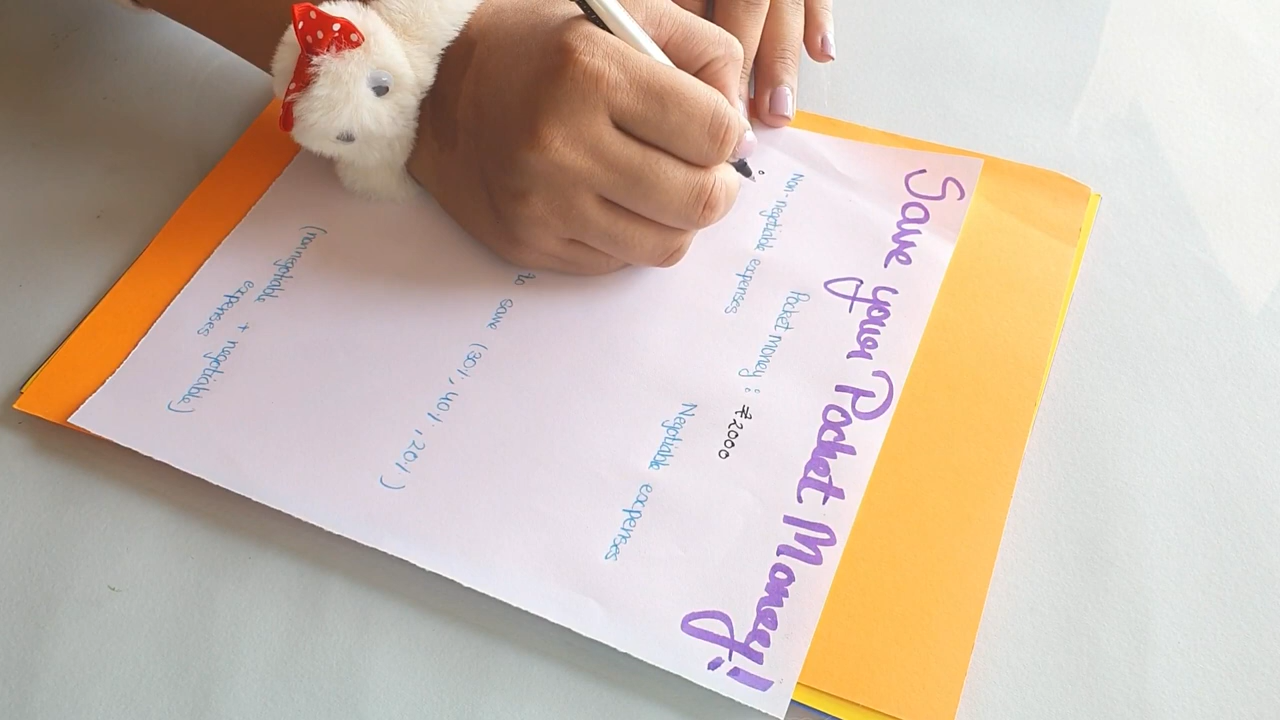 Save your Pocket Money!
Pocket money : ₹2000
Non-negotiable expenses
Negotiable expenses
to save (30%, 40%, 20%)
(nonnegotiable
expenses + negotiable)